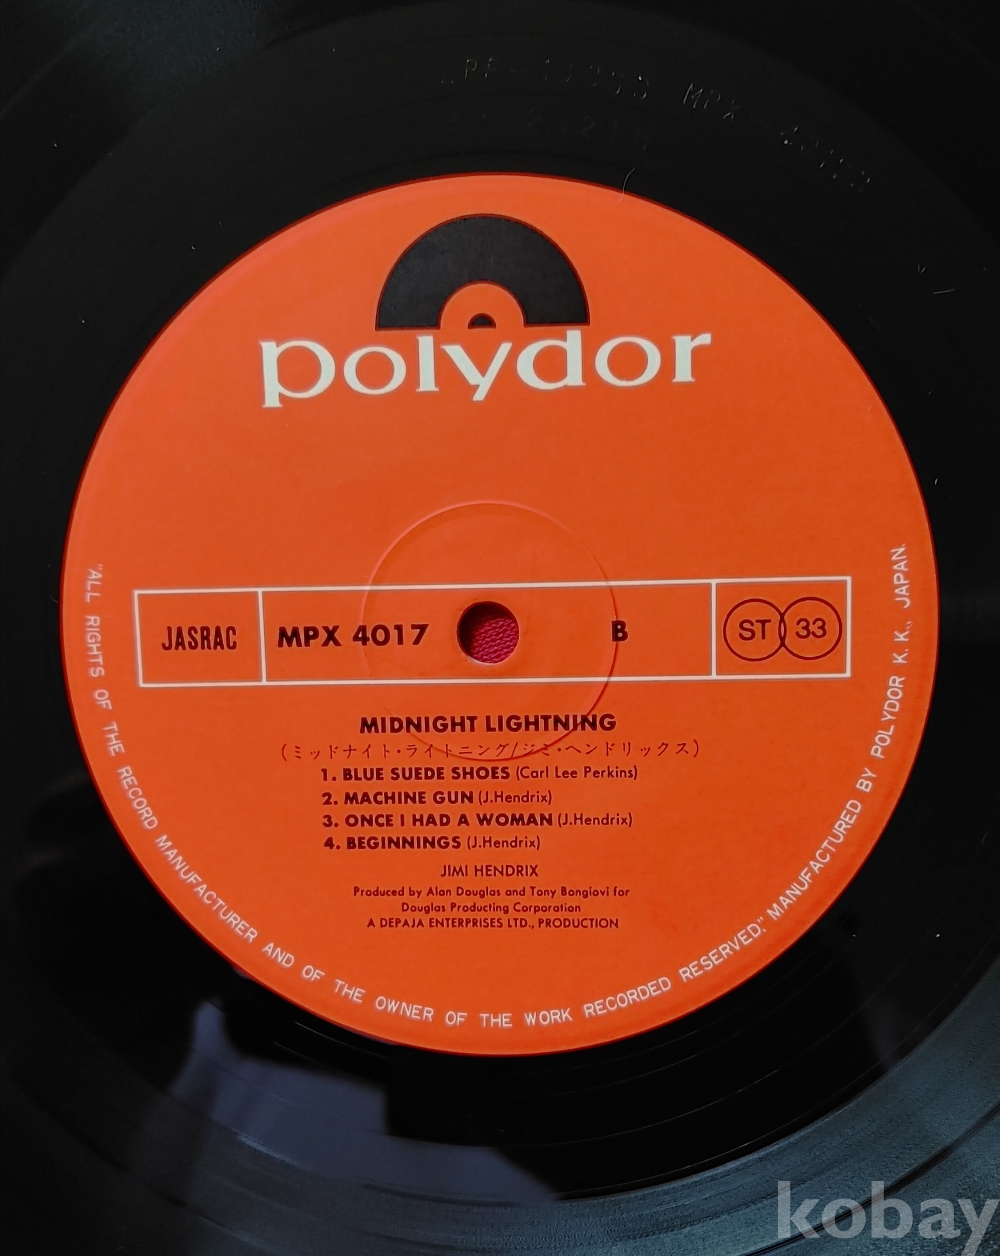 polydor
JASRAC
MPX 4017
B
ST 33
MIDNIGHT LIGHTNING
(ミッドナイト・ライトニング/ジミ・ヘンドリックス)
1. BLUE SUEDE SHOES (Carl Lee Perkins)
2. MACHINE GUN (J.Hendrix)
3. ONCE I HAD A WOMAN (J.Hendrix)
4. BEGINNINGS (J.Hendrix)
JIMI HENDRIX
Produced by Alan Douglas and Tony Bongiovi for
Douglas Producting Corporation
A DEPAJA ENTERPRISES LTD., PRODUCTION
"ALL RIGHTS OF THE RECORD MANUFACTURER AND OF THE OWNER OF THE WORK RECORDED RESERVED." MANUFACTURED BY POLYDOR K. K., JAPAN.
MPX
kobay